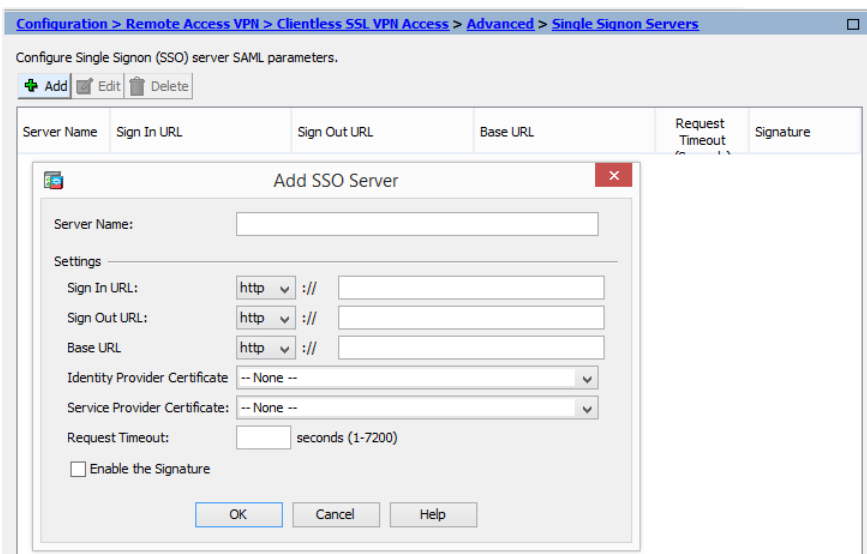 Configuration > Remote Access VPN > Clientless SSL VPN Access > Advanced > Single Signon Servers
Configure Single Signon (SSO) server SAML parameters.
Add Edit Delete
Server Name Sign In URL Sign Out URL Base URL Request Timeout Signature
Add SSO Server
Server Name:
Settings
Sign In URL: http ://
Sign Out URL: http ://
Base URL http ://
Identity Provider Certificate -- None --
Service Provider Certificate: -- None --
Request Timeout: seconds (1-7200)
Enable the Signature
OK Cancel Help